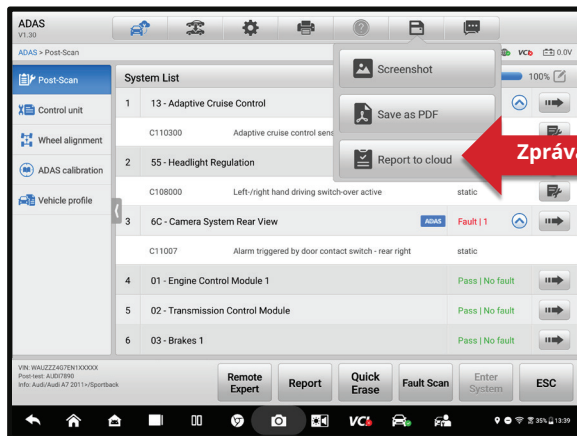 ADAS
V1.30
ADAS > Post-Scan
VCI 0.0V
Post-Scan
Control unit
Wheel alignment
ADAS calibration
Vehicle profile
System List
100%
Screenshot
Save as PDF
Report to cloud
Zpráva
1 13 - Adaptive Cruise Control
C110300 Adaptive cruise control sens
2 55 - Headlight Regulation
C108000 Left-/right hand driving switch-over active static
3 6C - Camera System Rear View ADAS Fault | 1
C11007 Alarm triggered by door contact switch - rear right static
4 01 - Engine Control Module 1 Pass | No fault
5 02 - Transmission Control Module Pass | No fault
6 03 - Brakes 1 Pass | No fault
VIN: WAUZZZ4G7EN1XXXXX
Post-test: AUDI7890
Info: Audi/Audi A7 2011>/Sportback
Remote
Expert
Report
Quick
Erase
Fault Scan
Enter
System
ESC
VCI 35% 13:39